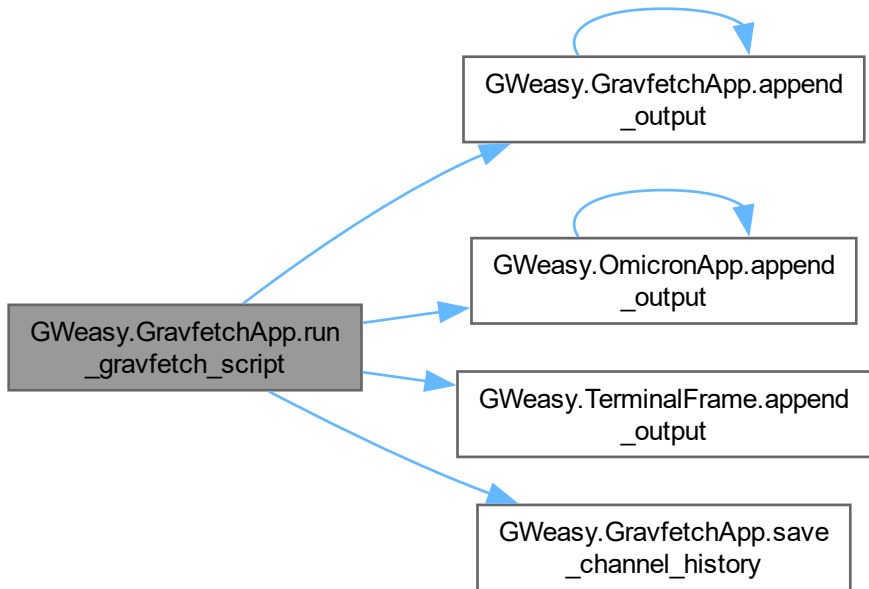 GWeasy.GravfetchApp.append
_output
GWeasy.OmicronApp.append
_output
GWeasy.GravfetchApp.run
_gravfetch_script
GWeasy.TerminalFrame.append
_output
GWeasy.GravfetchApp.save
_channel_history